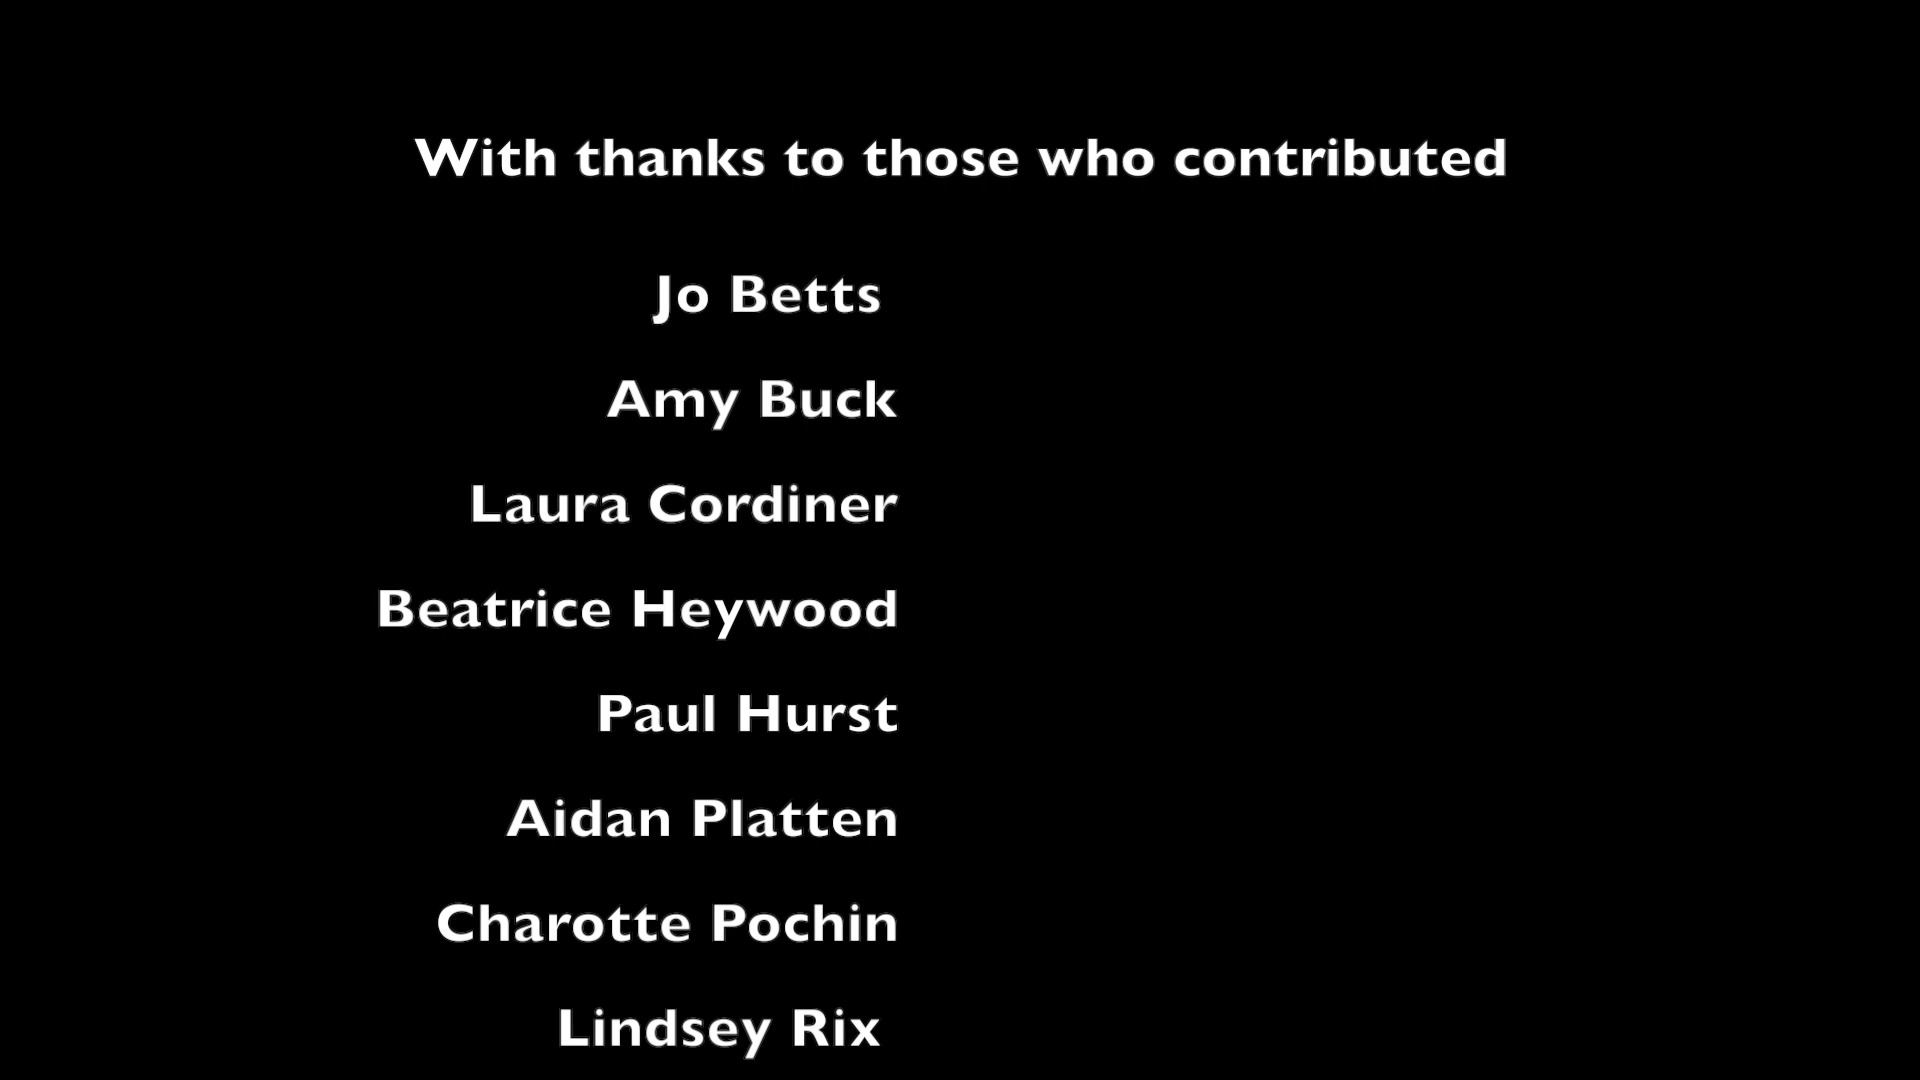 With thanks to those who contributed
Jo Betts
Amy Buck
Laura Cordiner
Beatrice Heywood
Paul Hurst
Aidan Platten
Charotte Pochin
Lindsey Rix